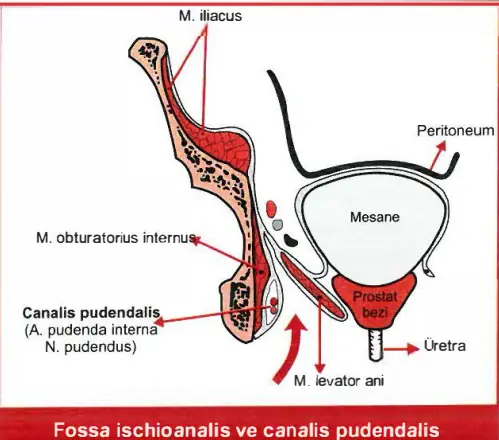 M. iliacus
Peritoneum
Mesane
M. obturatorius internus
Prostat
bezi
Canalis pudendalis
(A. pudenda interna
N. pudendus)
Üretra
M. levator ani
Fossa ischioanalis ve canalis pudendalis